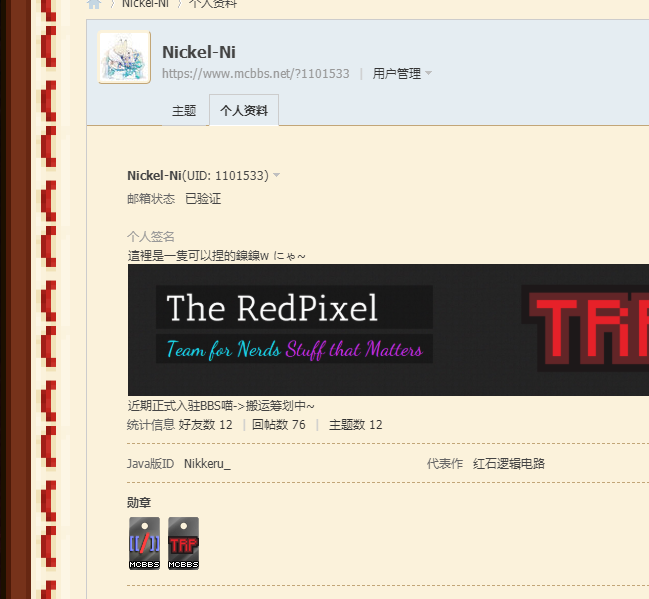 Nickel-Ni 〉 个人资料
Nickel-Ni
https://www.mcbbs.net/?1101533 | 用户管理
主题 个人资料
Nickel-Ni(UID: 1101533)
邮箱状态 已验证
个人签名
這裡是一隻可以捏的鎳鎳w にゃ~
The RedPixel
Team for Nerds Stuff that Matters
TRP
近期正式入驻BBS喵->搬运筹划中~
统计信息 好友数 12 | 回帖数 76 | 主题数 12
Java版ID Nikkeru_ 代表作 红石逻辑电路
勋章
[[/]] TRP
MCBBS MCBBS